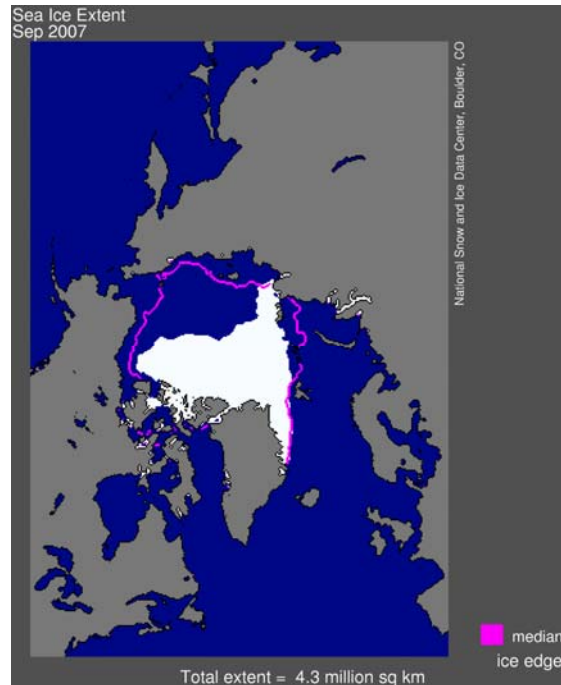 Sea Ice Extent
Sep 2007
National Snow and Ice Data Center, Boulder, CO
median
ice edge
Total extent = 4.3 million sq km